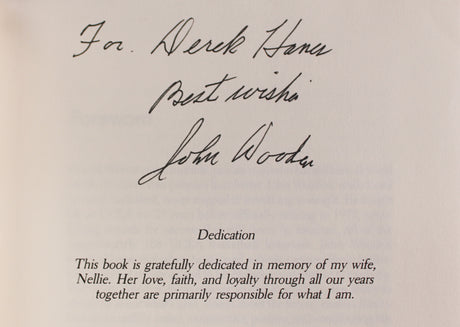 For. Derek Hanes
Best wishes
John Wooden
Dedication
This book is gratefully dedicated in memory of my wife,
Nellie. Her love, faith, and loyalty through all our years
together are primarily responsible for what I am.